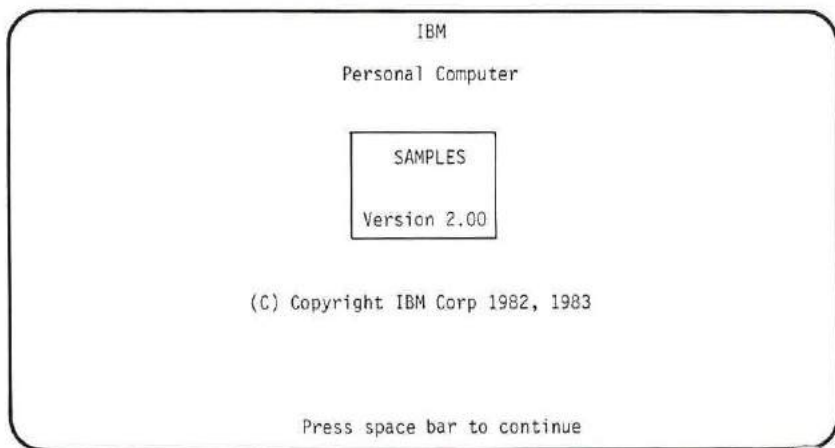 IBM
Personal Computer
SAMPLES
Version 2.00
(C) Copyright IBM Corp 1982, 1983
Press space bar to continue